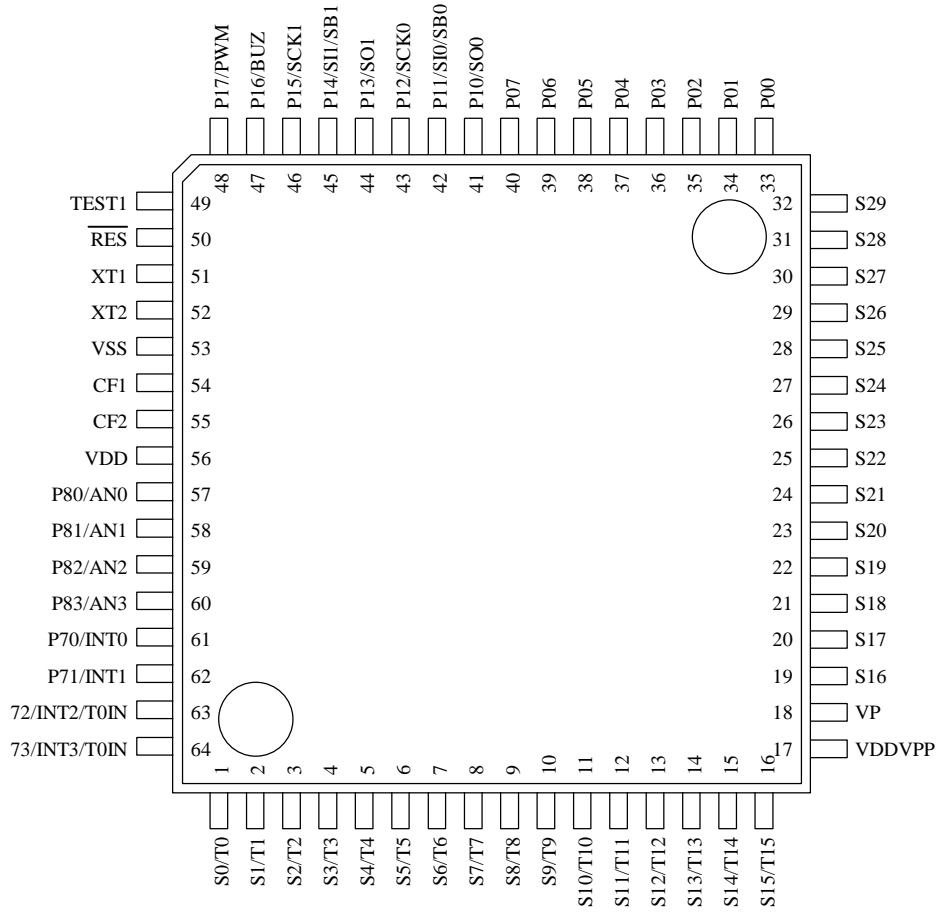 P17/PWM
P16/BUZ
P15/SCK1
P14/SI1/SB1
P13/SO1
P12/SCK0
P11/SI0/SB0
P10/SO0
P07
P06
P05
P04
P03
P02
P01
P00
48
47
46
45
44
43
42
41
40
39
38
37
36
35
34
33
TEST1 49
RES 50
XT1 51
XT2 52
VSS 53
CF1 54
CF2 55
VDD 56
P80/AN0 57
P81/AN1 58
P82/AN2 59
P83/AN3 60
P70/INT0 61
P71/INT1 62
72/INT2/T0IN 63
73/INT3/T0IN 64
32 S29
31 S28
30 S27
29 S26
28 S25
27 S24
26 S23
25 S22
24 S21
23 S20
22 S19
21 S18
20 S17
19 S16
18 VP
17 VDDVPP
1
2
3
4
5
6
7
8
9
10
11
12
13
14
15
16
S0/T0
S1/T1
S2/T2
S3/T3
S4/T4
S5/T5
S6/T6
S7/T7
S8/T8
S9/T9
S10/T10
S11/T11
S12/T12
S13/T13
S14/T14
S15/T15